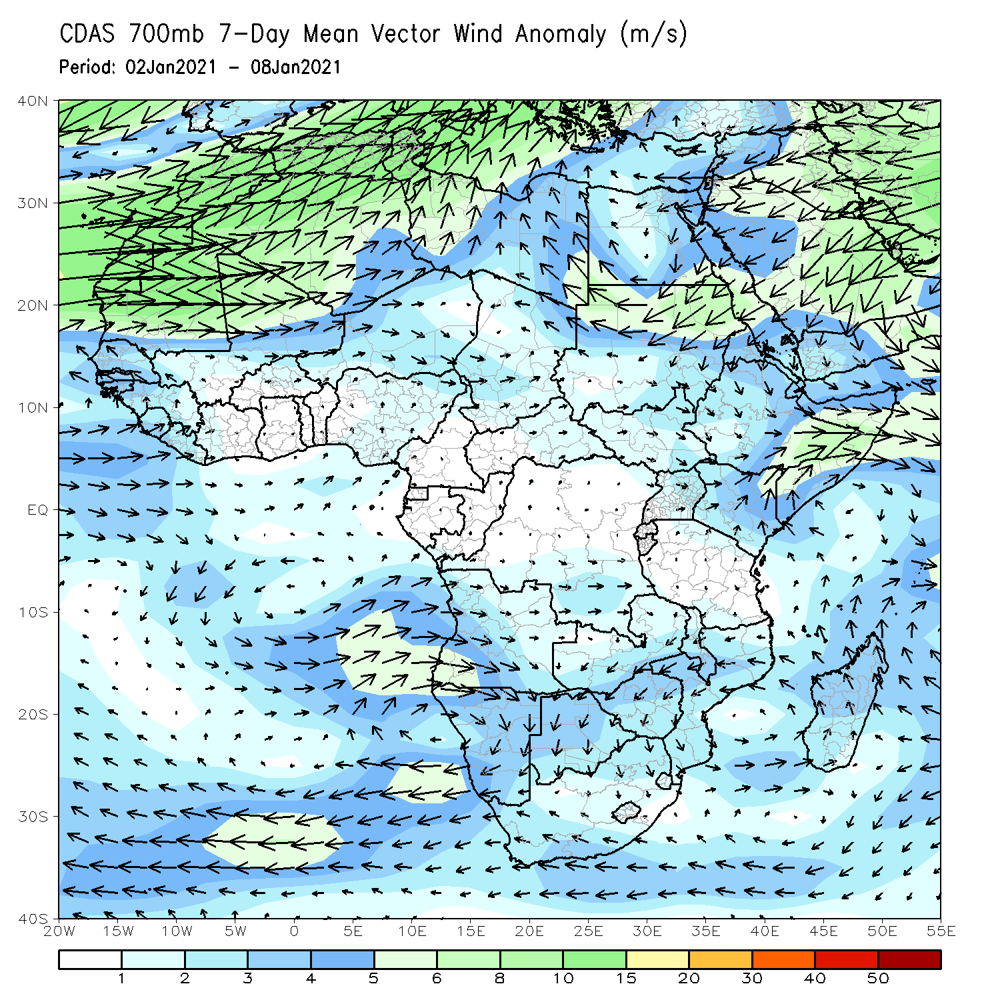 CDAS 700mb 7-Day Mean Vector Wind Anomaly (m/s)
Period: 02Jan2021 - 08Jan2021
40N
30N
20N
10N
EQ
10S
20S
30S
40S
20W 15W 10W 5W 0 5E 10E 15E 20E 25E 30E 35E 40E 45E 50E 55E
1 2 3 4 5 6 8 10 15 20 30 40 50